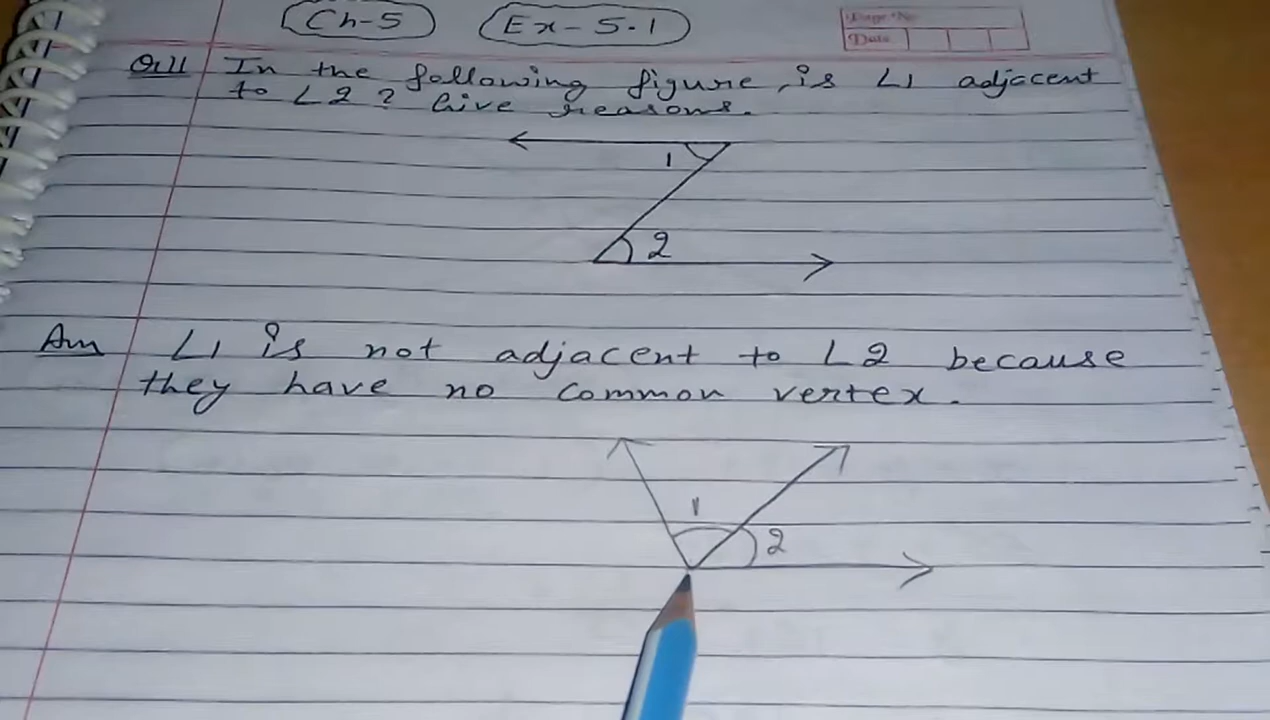 Ch-5 Ex-5.1
Page No.
Date
Q11 In the following figure, is ∠1 adjacent
to ∠2? Give reasons.
1
2
Ans ∠1 is not adjacent to ∠2 because
they have no common vertex.
1
2